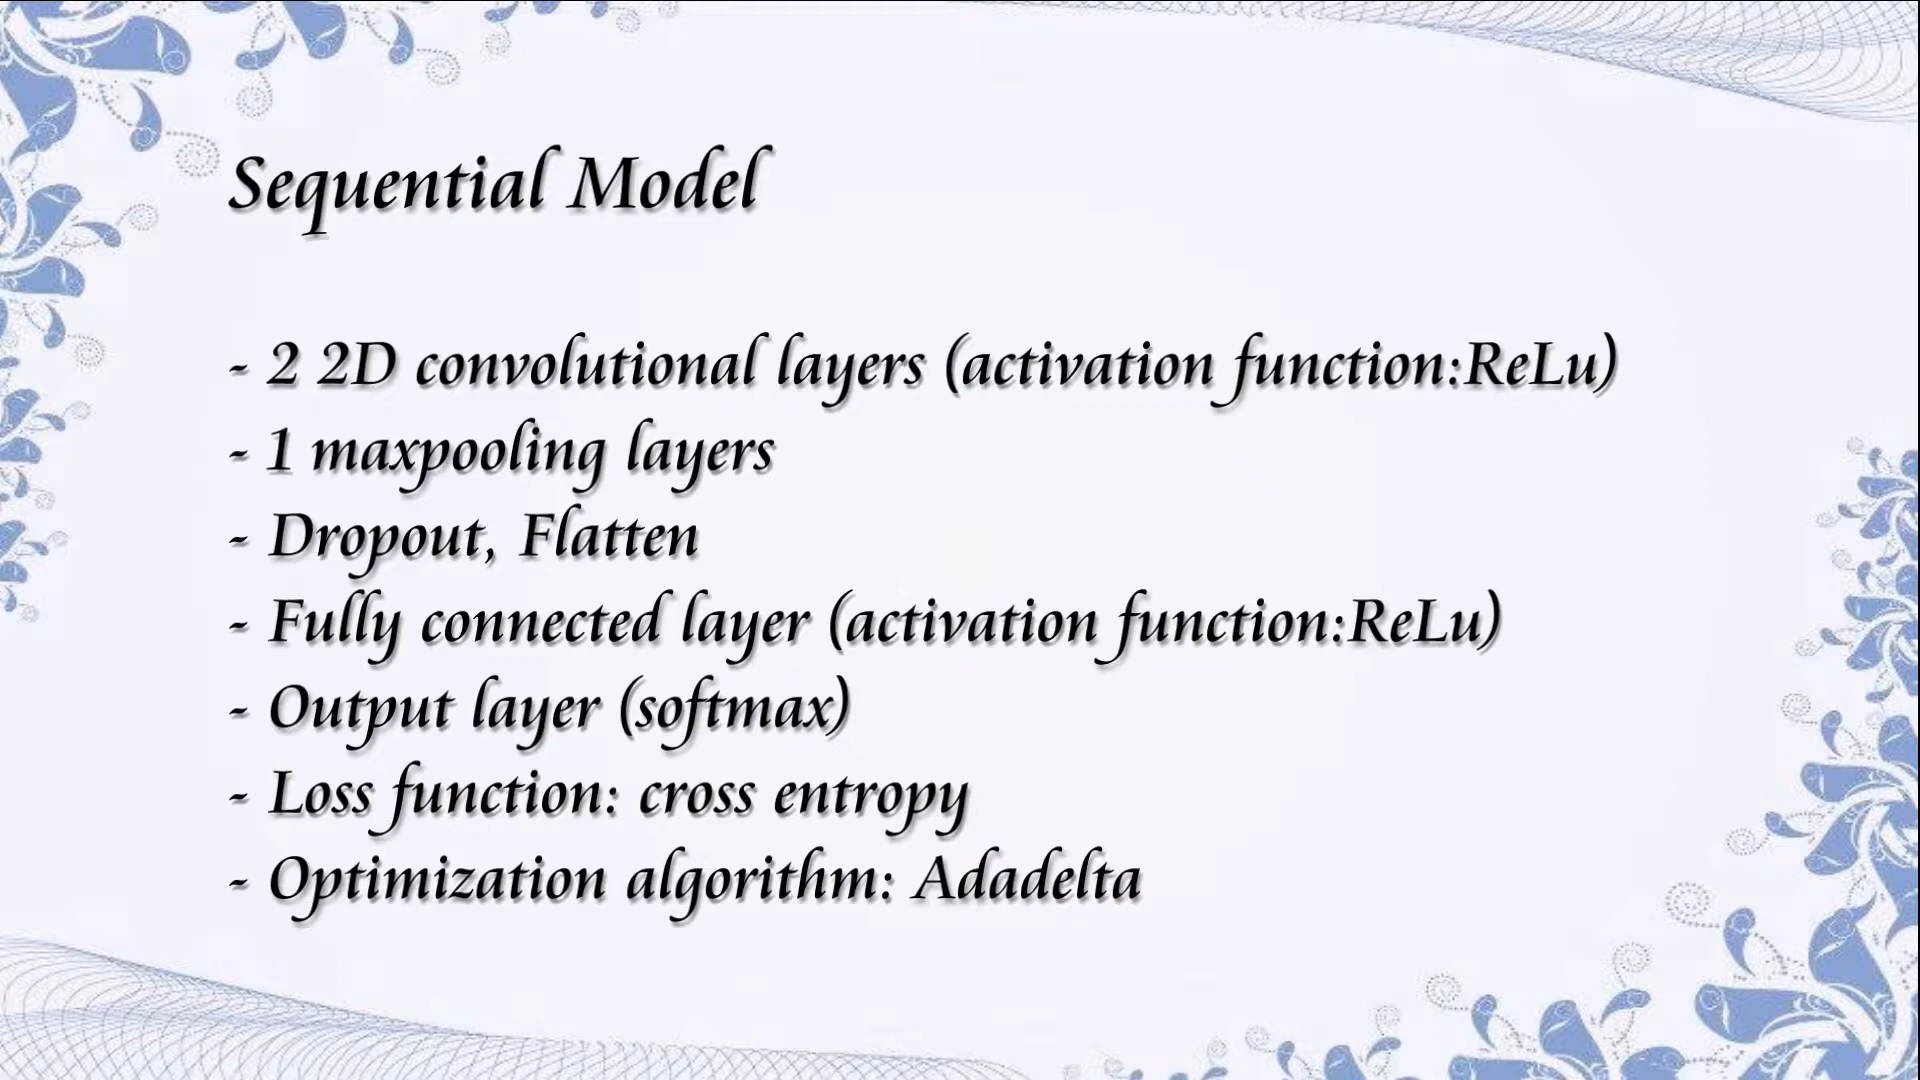 Sequential Model
- 2 2D convolutional layers (activation function:ReLu)
- 1 maxpooling layers
- Dropout, Flatten
- Fully connected layer (activation function:ReLu)
- Output layer (softmax)
- Loss function: cross entropy
- Optimization algorithm: Adadelta